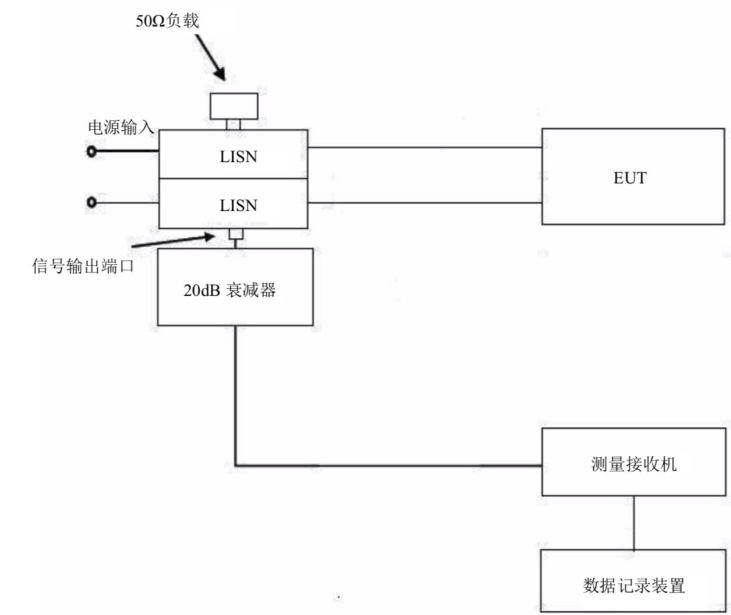 50Ω负载
电源输入
LISN
LISN
EUT
信号输出端口
20dB 衰减器
测量接收机
数据记录装置